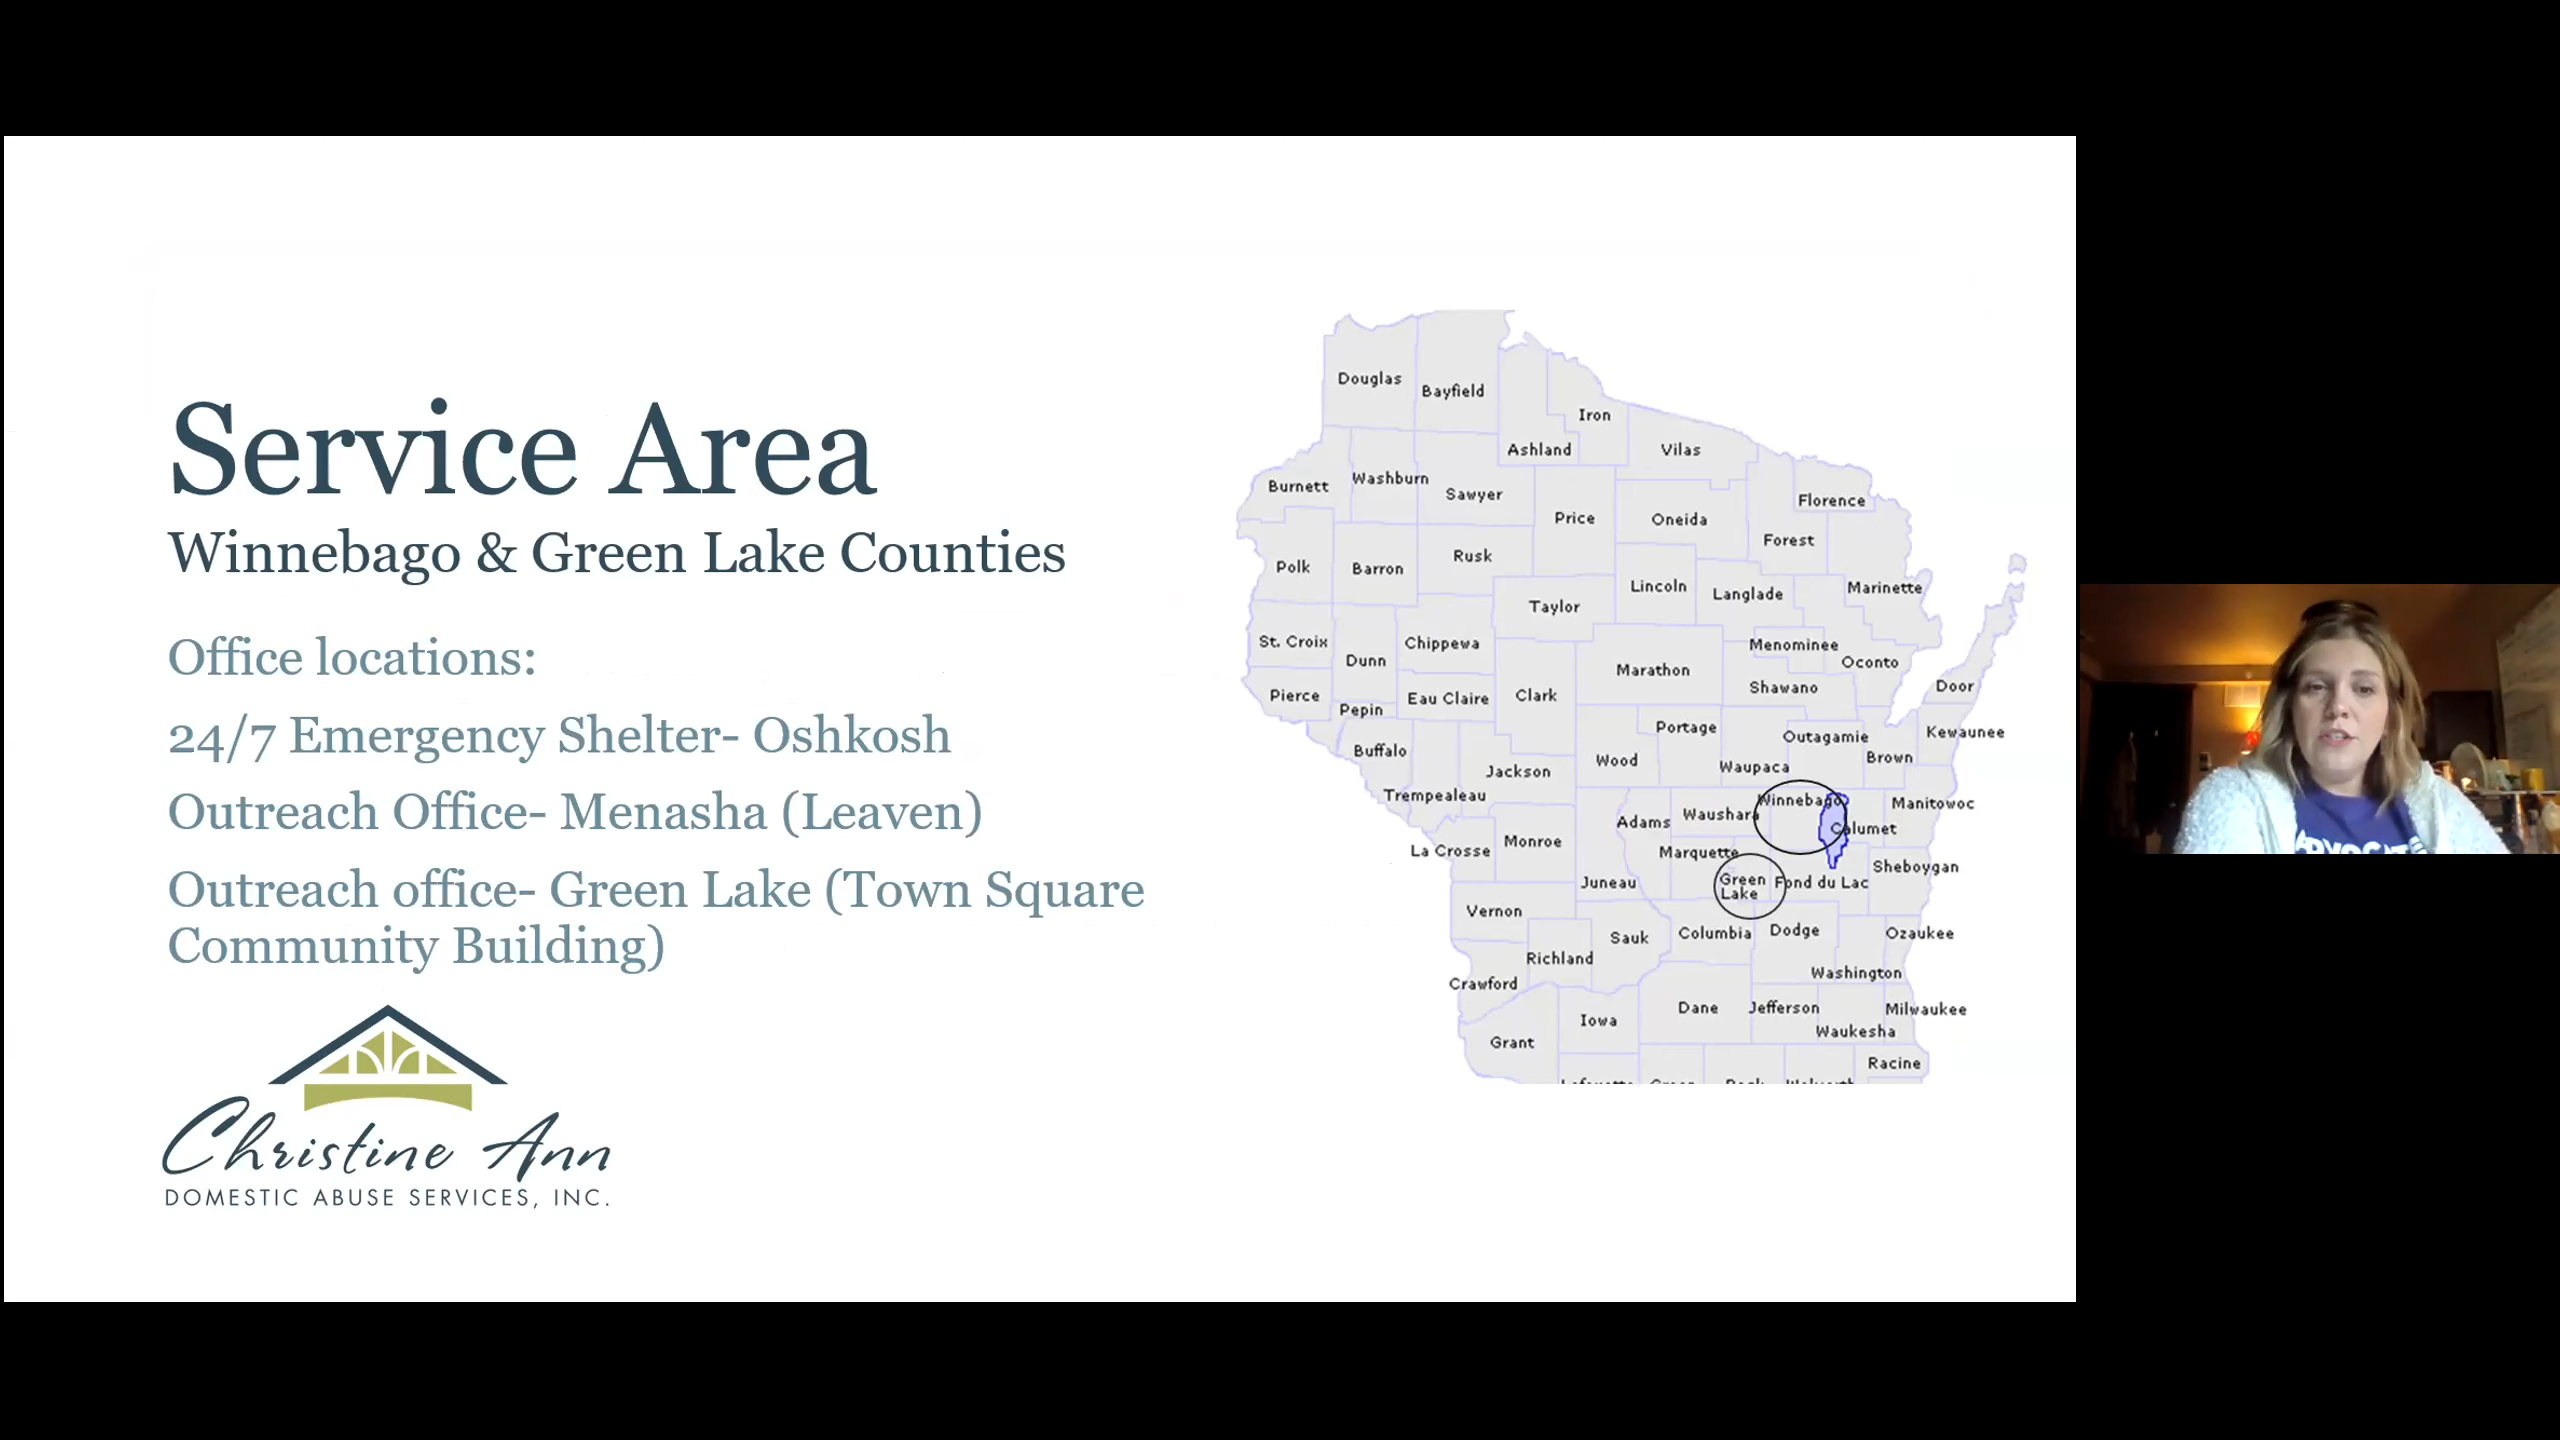 Service Area
Winnebago & Green Lake Counties
Office locations:
24/7 Emergency Shelter- Oshkosh
Outreach Office- Menasha (Leaven)
Outreach office- Green Lake (Town Square
Community Building)
Christine Ann
DOMESTIC ABUSE SERVICES, INC.
Douglas
Bayfield
Iron
Ashland
Vilas
Burnett
Washburn
Sawyer
Florence
Price
Oneida
Forest
Polk
Barron
Rusk
Lincoln
Langlade
Marinette
Taylor
St. Croix
Dunn
Chippewa
Menominee
Oconto
Marathon
Pierce
Pepin
Eau Claire
Clark
Shawano
Door
Portage
Outagamie
Kewaunee
Buffalo
Jackson
Wood
Waupaca
Brown
Trempealeau
Adams
Waushara
Winnebago
Manitowoc
Calumet
La Crosse
Monroe
Marquette
Juneau
Green
Lake
Fond du Lac
Sheboygan
Vernon
Sauk
Columbia
Dodge
Ozaukee
Richland
Crawford
Washington
Dane
Jefferson
Milwaukee
Iowa
Waukesha
Grant
Racine